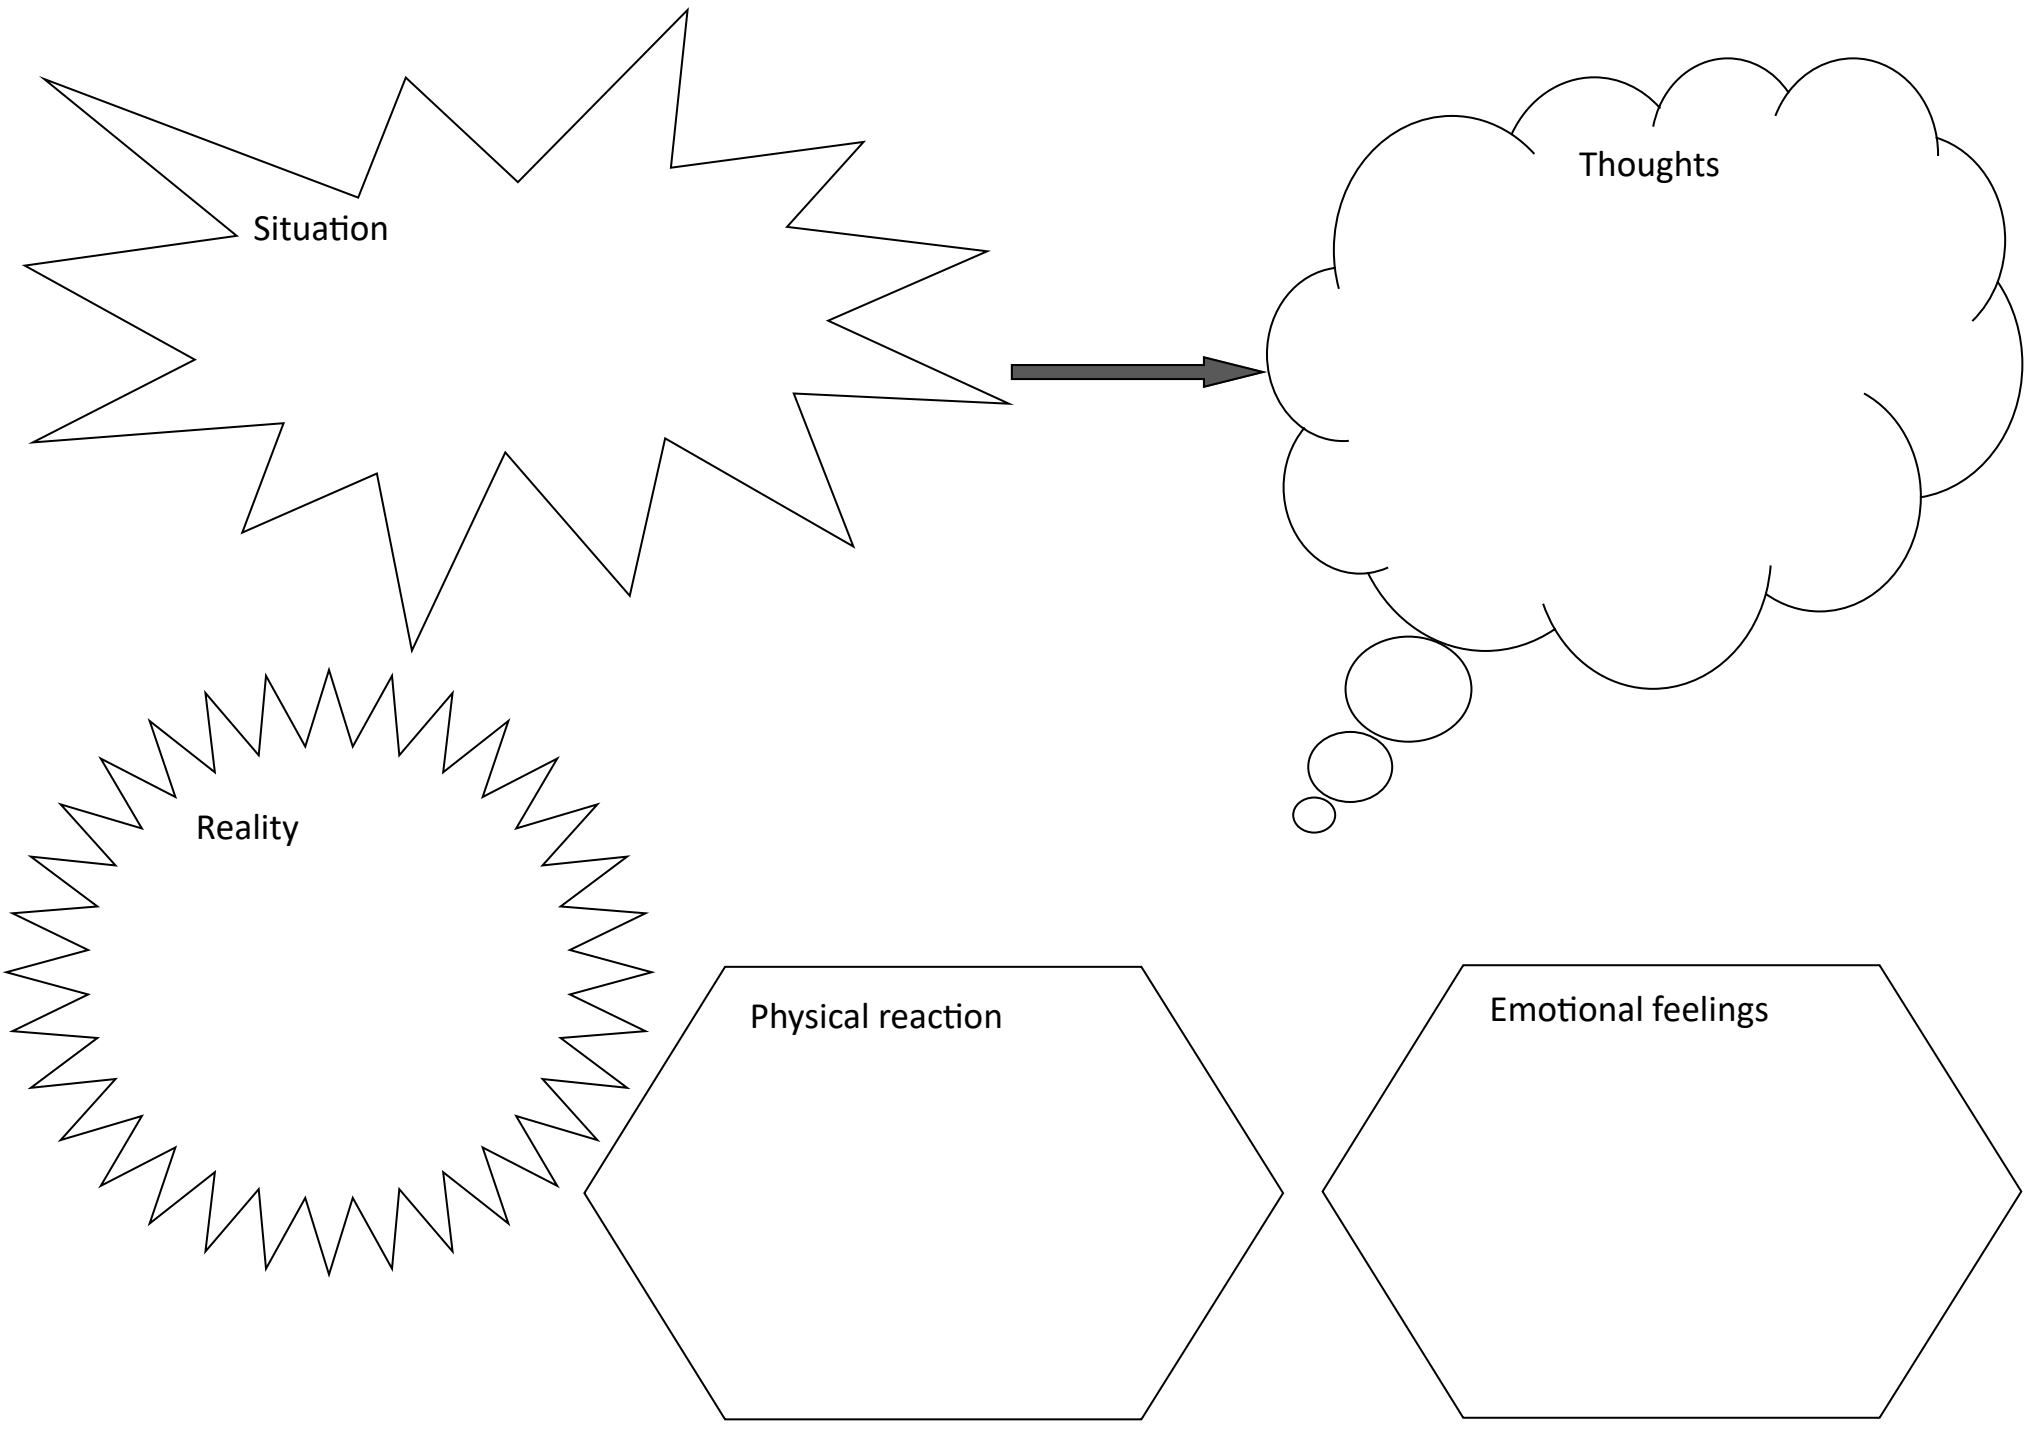 Situation
Thoughts
Reality
Physical reaction
Emotional feelings